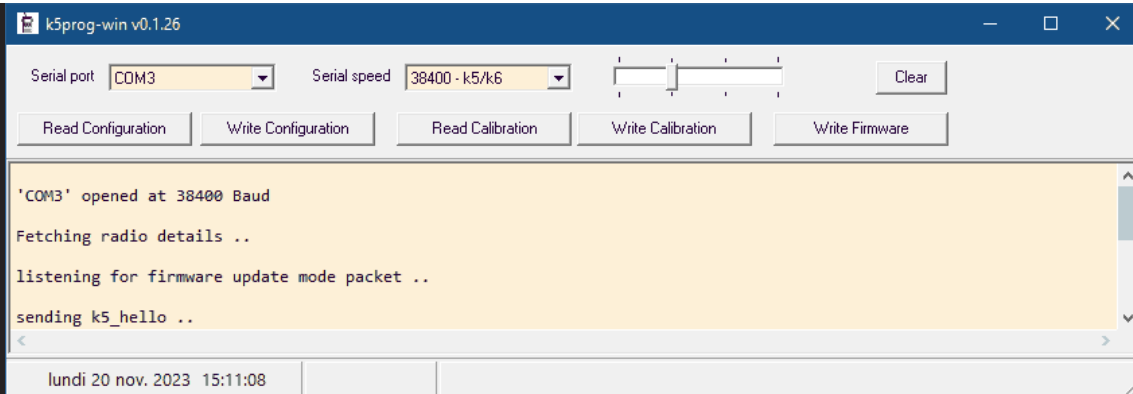 k5prog-win v0.1.26
Serial port COM3 Serial speed 38400 - k5/k6 Clear
Read Configuration Write Configuration Read Calibration Write Calibration Write Firmware
'COM3' opened at 38400 Baud
Fetching radio details ..
listening for firmware update mode packet ..
sending k5_hello ..
lundi 20 nov. 2023 15:11:08